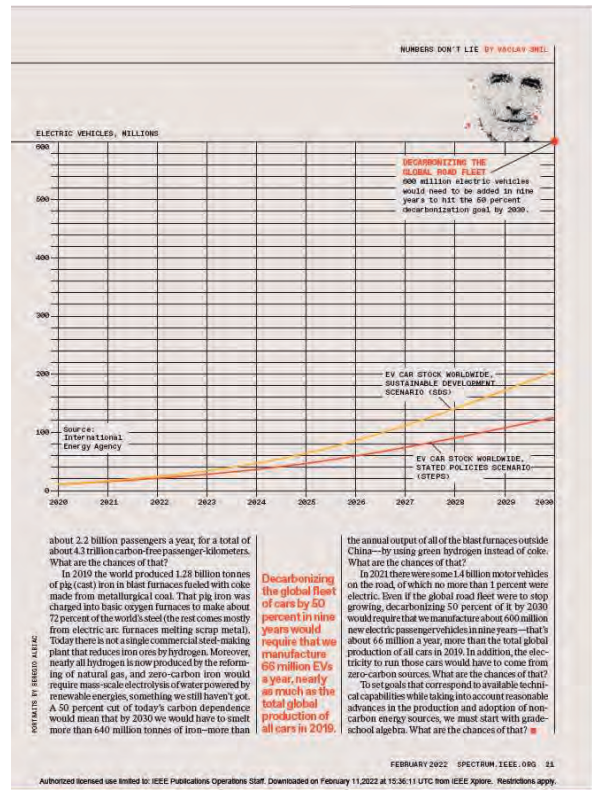 NUMBERS DON'T LIE BY VACLAV SMIL
ELECTRIC VEHICLES, MILLIONS
600
500
400
300
200
100
0
DECARBONIZING THE
GLOBAL ROAD FLEET
600 million electric vehicles
would need to be added in nine
years to hit the 50 percent
decarbonization goal by 2030.
EV CAR STOCK WORLDWIDE,
SUSTAINABLE DEVELOPMENT
SCENARIO (SDS)
Source:
International
Energy Agency
EV CAR STOCK WORLDWIDE,
STATED POLICIES SCENARIO
(STEPS)
2020 2021 2022 2023 2024 2025 2026 2027 2028 2029 2030
about 2.2 billion passengers a year, for a total of
about 4.3 trillion carbon-free passenger-kilometers.
What are the chances of that?
In 2019 the world produced 1.28 billion tonnes
of pig (cast) iron in blast furnaces fueled with coke
made from metallurgical coal. That pig iron was
charged into basic oxygen furnaces to make about
72 percent of the world's steel (the rest comes mostly
from electric arc furnaces melting scrap metal).
Today there is not a single commercial steel-making
plant that reduces iron ores by hydrogen. Moreover,
nearly all hydrogen is now produced by the reform-
ing of natural gas, and zero-carbon iron would
require mass-scale electrolysis of water powered by
renewable energies, something we still haven't got.
A 50 percent cut of today's carbon dependence
would mean that by 2030 we would have to smelt
more than 640 million tonnes of iron—more than
Decarbonizing
the global fleet
of cars by 50
percent in nine
years would
require that we
manufacture
66 million EVs
a year, nearly
as much as the
total global
production of
all cars in 2019.
the annual output of all of the blast furnaces outside
China—by using green hydrogen instead of coke.
What are the chances of that?
In 2021 there were some 1.4 billion motor vehicles
on the road, of which no more than 1 percent were
electric. Even if the global road fleet were to stop
growing, decarbonizing 50 percent of it by 2030
would require that we manufacture about 600 million
new electric passenger vehicles in nine years—that's
about 66 million a year, more than the total global
production of all cars in 2019. In addition, the elec-
tricity to run those cars would have to come from
zero-carbon sources. What are the chances of that?
To set goals that correspond to available techni-
cal capabilities while taking into account reasonable
advances in the production and adoption of non-
carbon energy sources, we must start with grade-
school algebra. What are the chances of that?
PORTRAITS BY SERGIO ALBIAC
FEBRUARY 2022 SPECTRUM.IEEE.ORG 21
Authorized licensed use limited to: IEEE Publications Operations Staff. Downloaded on February 11,2022 at 15:36:11 UTC from IEEE Xplore. Restrictions apply.